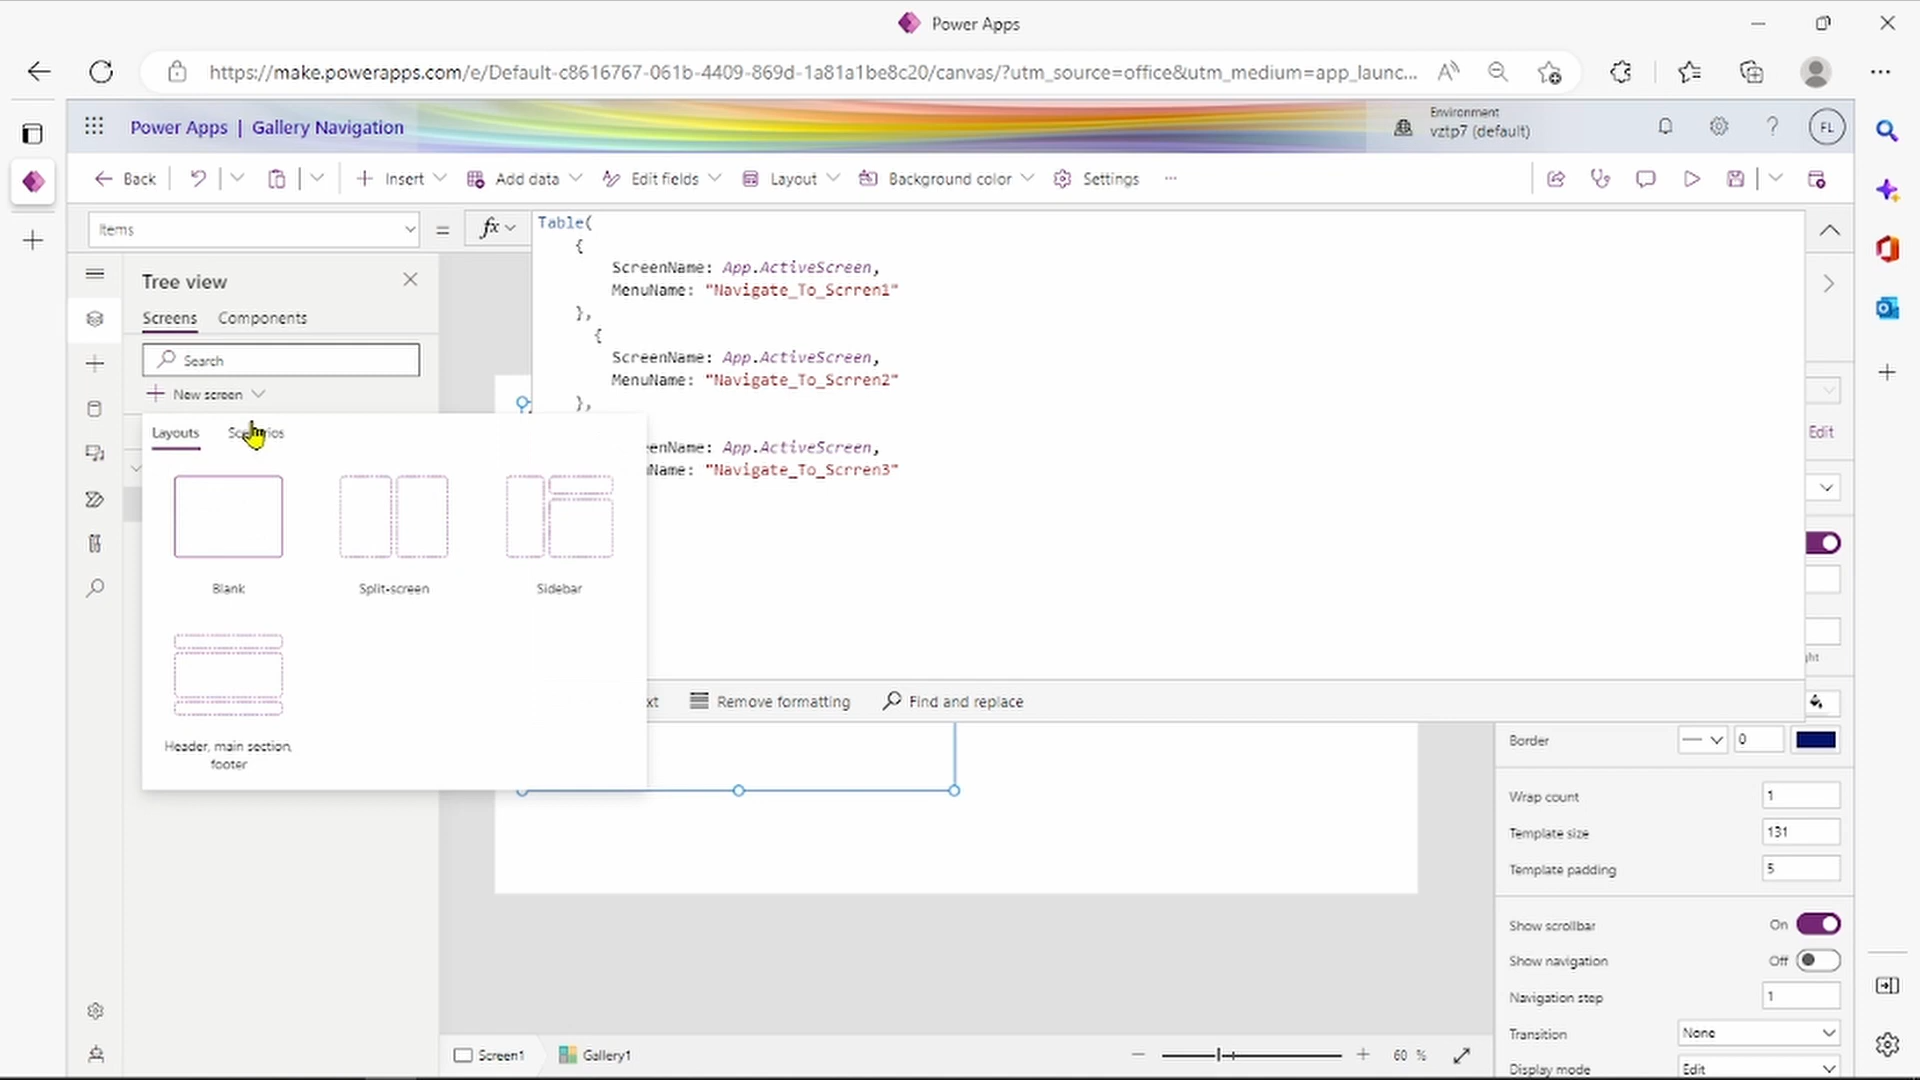 Power Apps
https://make.powerapps.com/e/Default-c8616767-061b-4409-869d-1a81a1be8c20/canvas/?utm_source=office&utm_medium=app_launc...
Power Apps | Gallery Navigation
Environment
vztp7 (default)
FL
Back
Insert
Add data
Edit fields
Layout
Background color
Settings
Items
=
fx
Table(
{
ScreenName: App.ActiveScreen,
MenuName: "Navigate_To_Scrren1"
},
{
ScreenName: App.ActiveScreen,
MenuName: "Navigate_To_Scrren2"
},
enName: App.ActiveScreen,
Name: "Navigate_To_Scrren3"
Tree view
Screens
Components
Search
New screen
Layouts
Blank
Split-screen
Sidebar
Header, main section, footer
xt
Remove formatting
Find and replace
Edit
ht
Border
0
Wrap count
1
Template size
131
Template padding
5
Show scrollbar
On
Show navigation
Off
Navigation step
1
Transition
None
Display mode
Edit
Screen1
Gallery1
60 %